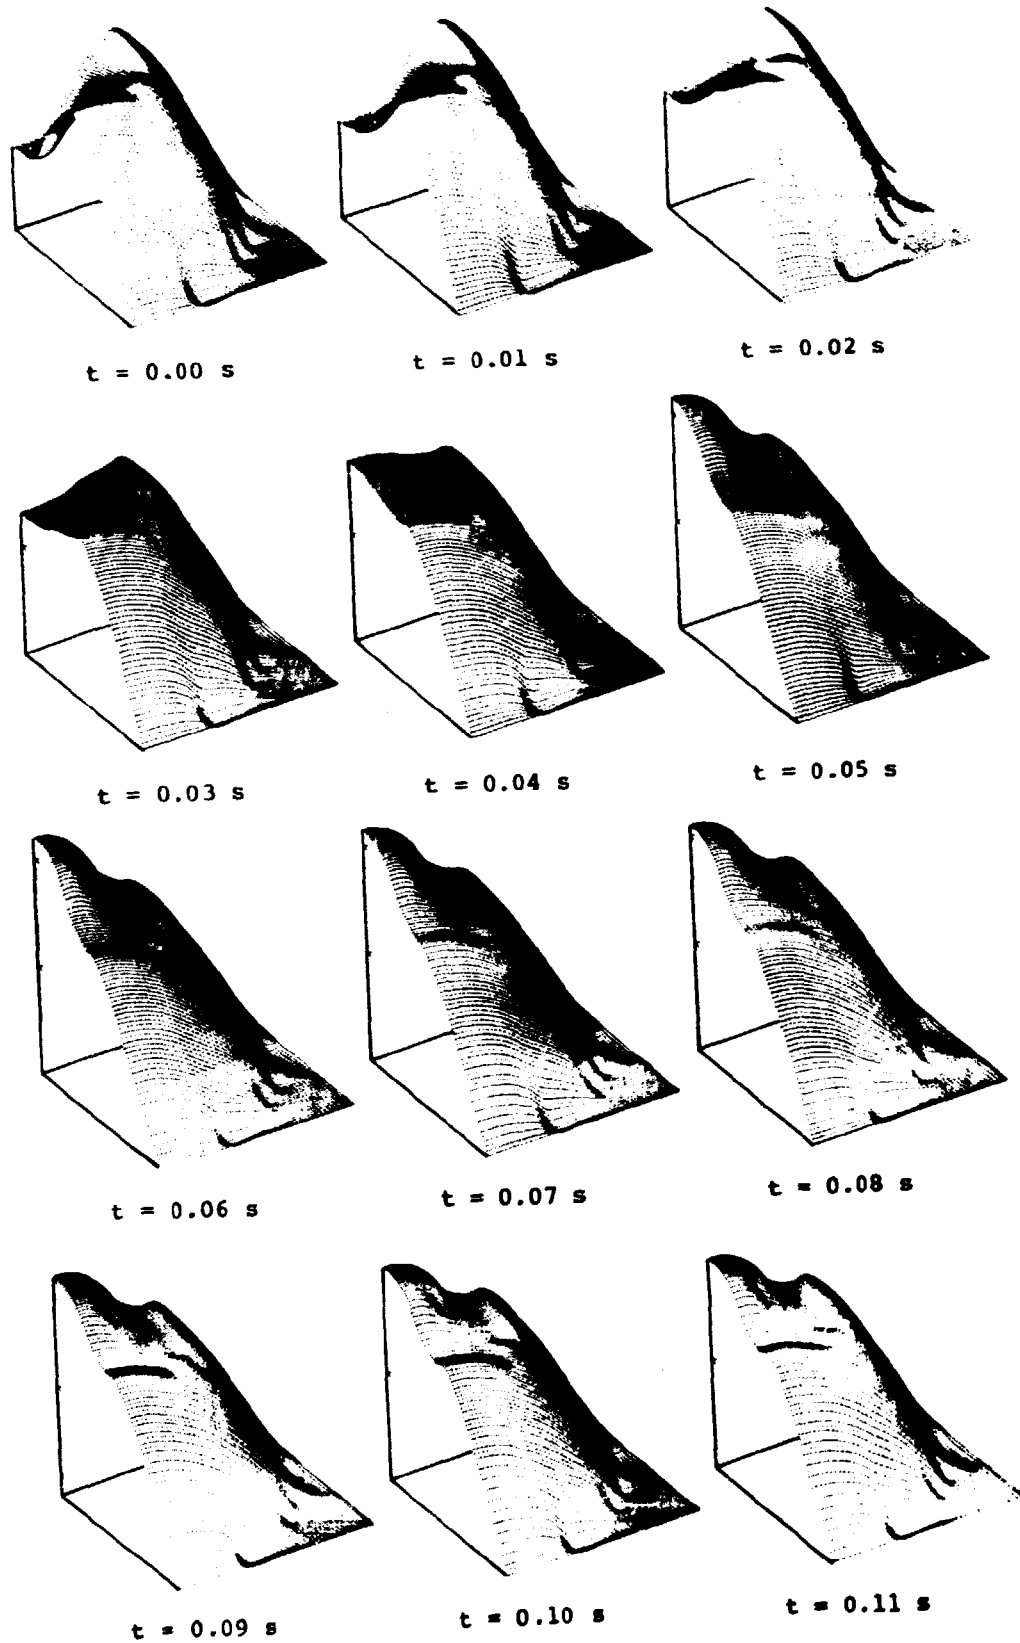 t = 0.00 s
t = 0.01 s
t = 0.02 s
t = 0.03 s
t = 0.04 s
t = 0.05 s
t = 0.06 s
t = 0.07 s
t = 0.08 s
t = 0.09 s
t = 0.10 s
t = 0.11 s